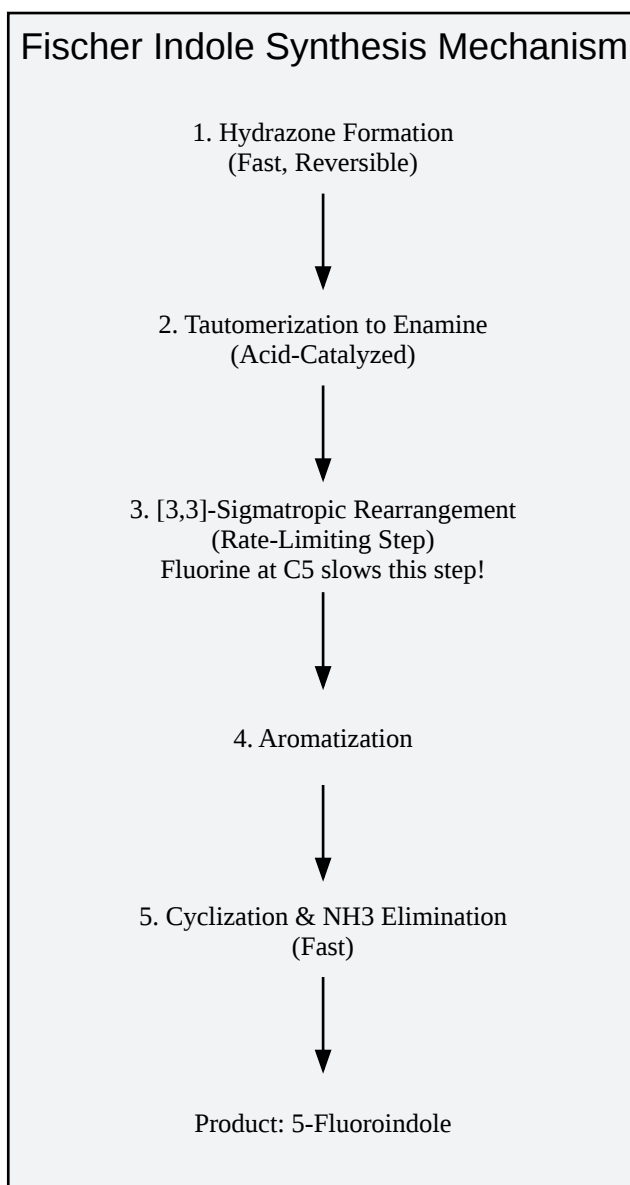 Fischer Indole Synthesis Mechanism
1. Hydrazone Formation
(Fast, Reversible)
2. Tautomerization to Enamine
(Acid-Catalyzed)
3. [3,3]-Sigmatropic Rearrangement
(Rate-Limiting Step)
Fluorine at C5 slows this step!
4. Aromatization
5. Cyclization & NH3 Elimination
(Fast)
Product: 5-Fluoroindole